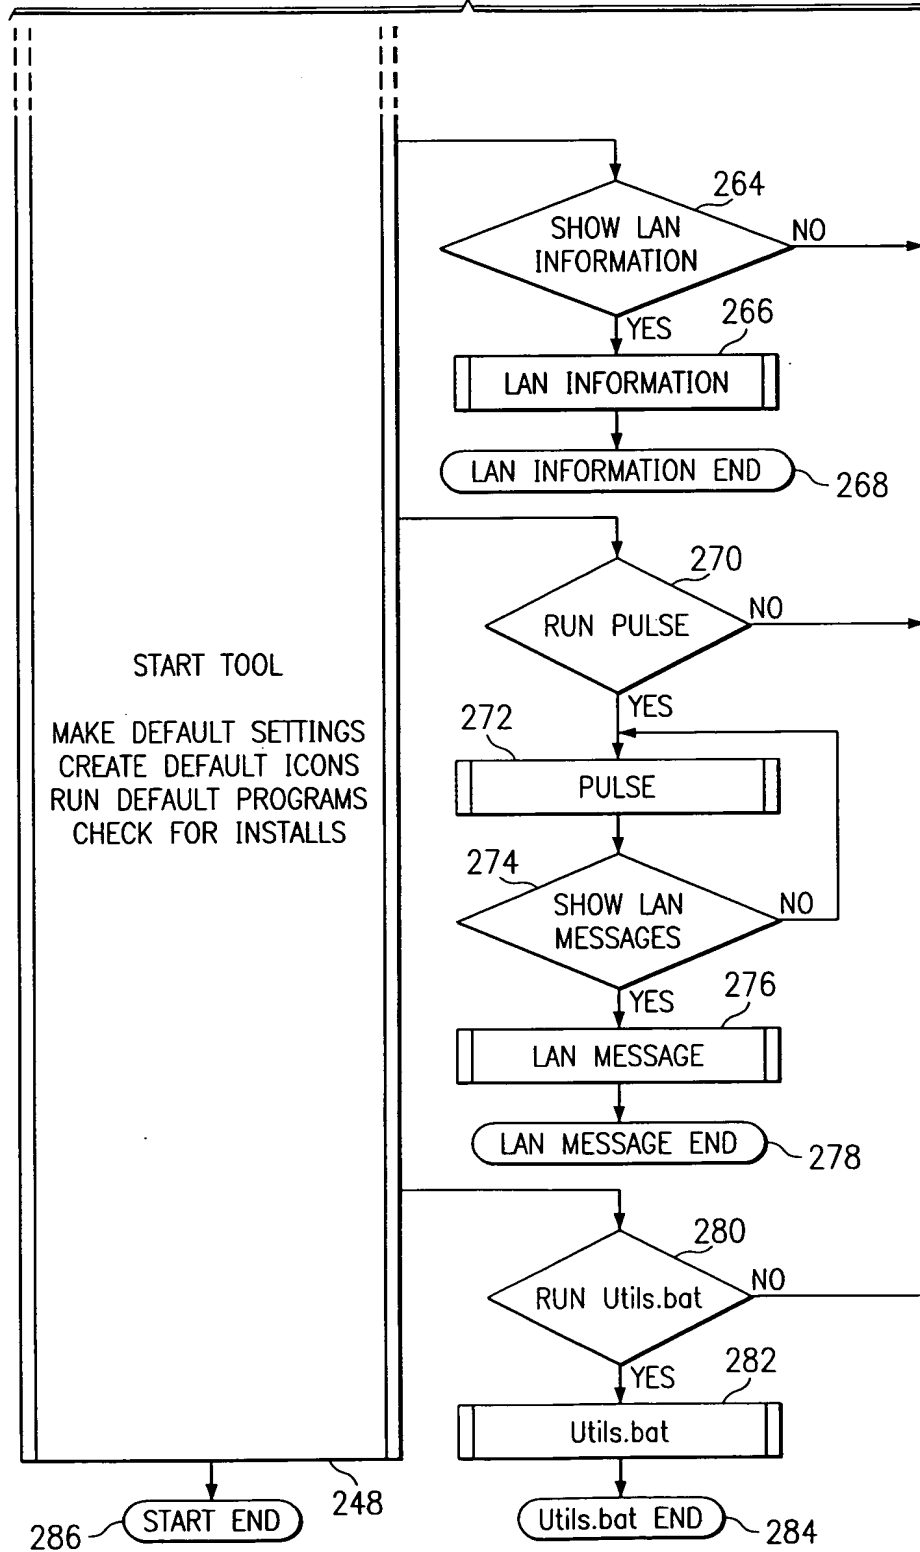 264
SHOW LAN
INFORMATION
NO
YES
266
LAN INFORMATION
LAN INFORMATION END
268
270
RUN PULSE
NO
YES
START TOOL
MAKE DEFAULT SETTINGS
CREATE DEFAULT ICONS
RUN DEFAULT PROGRAMS
CHECK FOR INSTALLS
272
PULSE
274
SHOW LAN
MESSAGES
NO
YES
276
LAN MESSAGE
LAN MESSAGE END
278
280
RUN Utils.bat
NO
YES
282
Utils.bat
248
286
START END
Utils.bat END
284